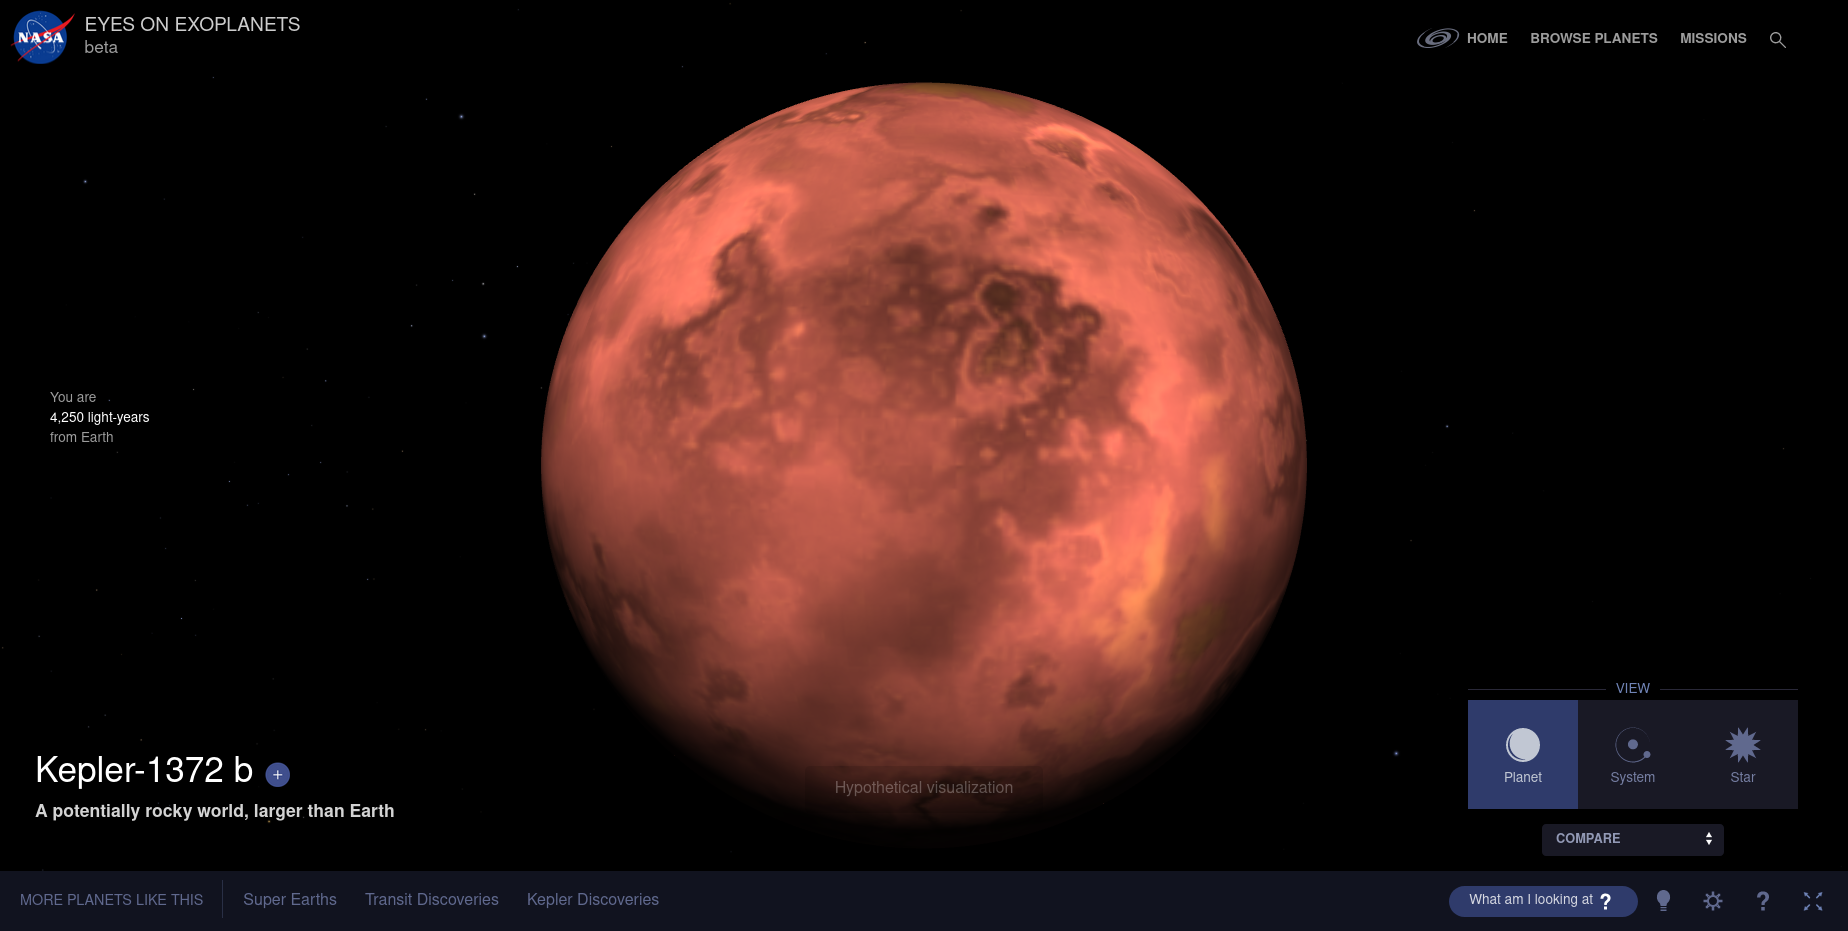 NASA
EYES ON EXOPLANETS
beta
HOME
BROWSE PLANETS
MISSIONS
You are
4,250 light-years
from Earth
Kepler-1372 b +
A potentially rocky world, larger than Earth
Hypothetical visualization
VIEW
Planet
System
Star
COMPARE
MORE PLANETS LIKE THIS
Super Earths
Transit Discoveries
Kepler Discoveries
What am I looking at ?
?